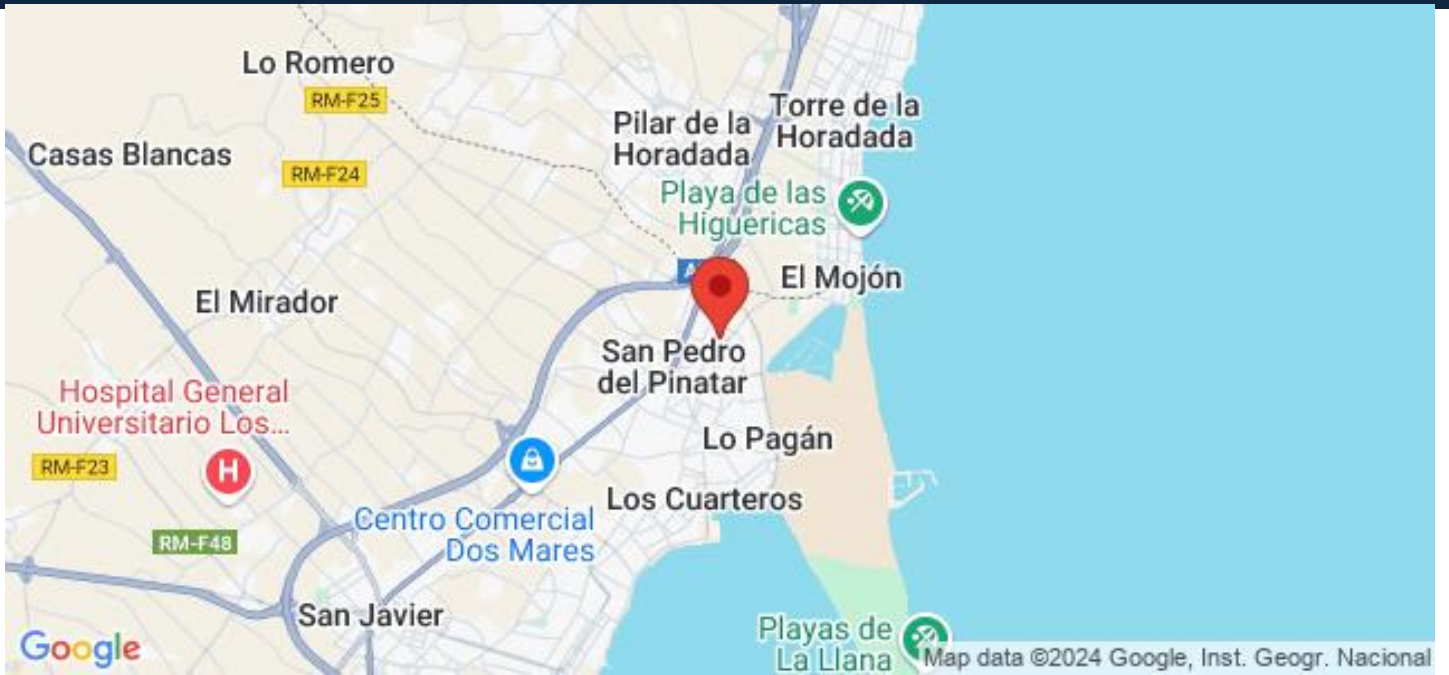 Lo Romero
RM-F25
Pilar de la
Horadada
Torre de la
Horadada
Casas Blancas
RM-F24
Playa de las
Higuericas
El Mojón
El Mirador
San Pedro
del Pinatar
Hospital General
Universitario Los...
RM-F23
Lo Pagán
Los Cuarteros
Centro Comercial
Dos Mares
RM-F48
San Javier
Playas de
La Llana
Google
Map data ©2024 Google, Inst. Geogr. Nacional